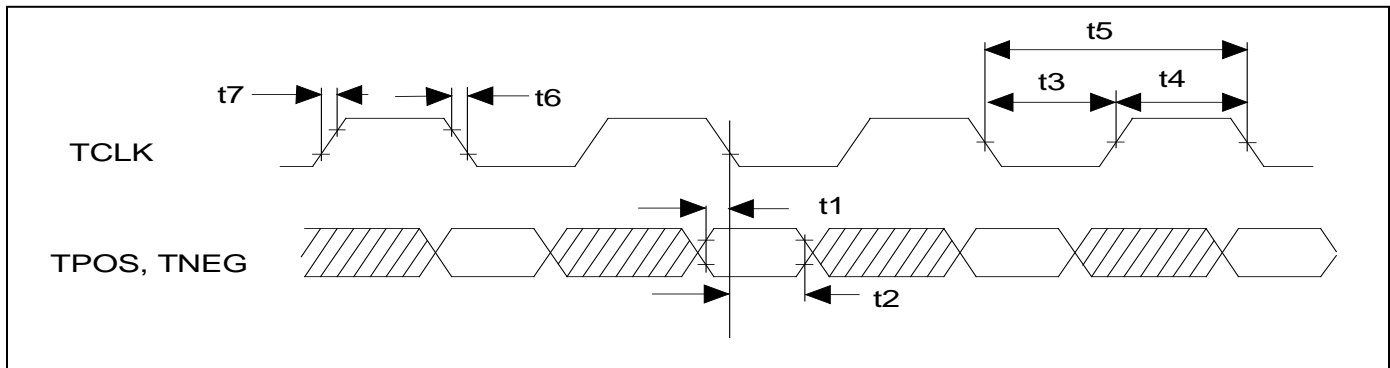 t5
t3 t4
t7 t6
TCLK
t1
TPOS, TNEG
t2